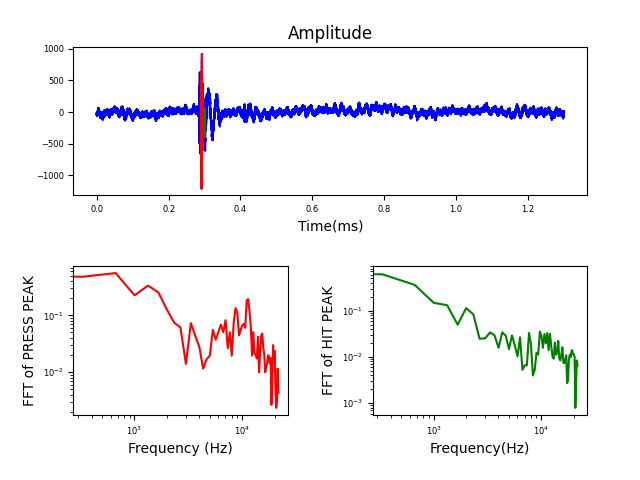 Amplitude
1000
500
0
−500
−1000
0.0 0.2 0.4 0.6 0.8 1.0 1.2
Time(ms)
FFT of PRESS PEAK
10⁻¹
10⁻²
10³ 10⁴
Frequency (Hz)
FFT of HIT PEAK
10⁻¹
10⁻²
10⁻³
10³ 10⁴
Frequency(Hz)